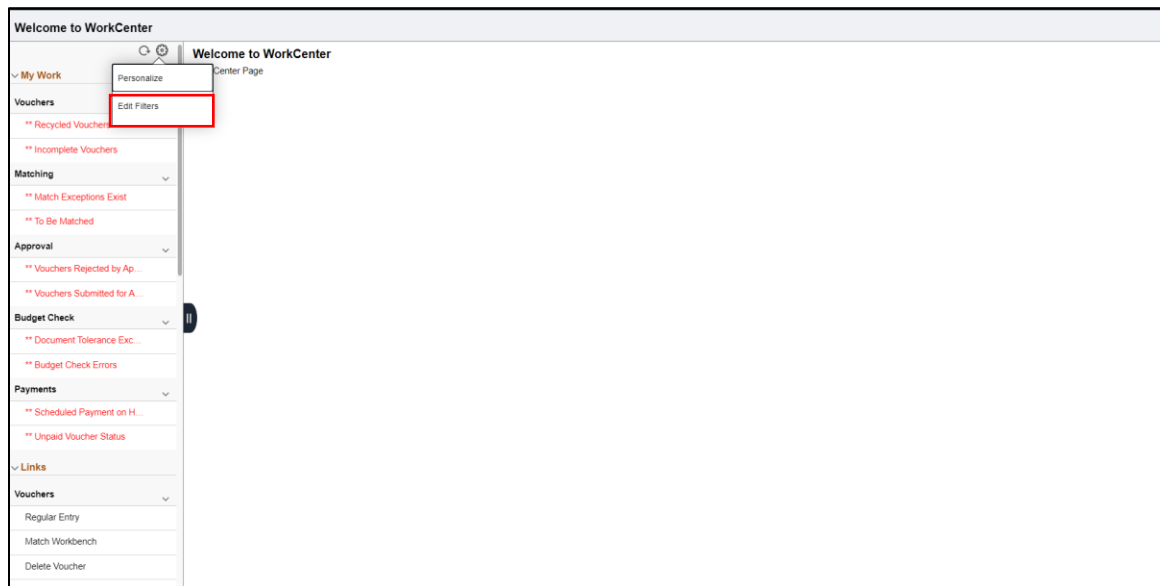 Welcome to WorkCenter
Welcome to WorkCenter
Center Page
My Work
Personalize
Edit Filters
Vouchers
** Recycled Vouchers
** Incomplete Vouchers
Matching
** Match Exceptions Exist
** To Be Matched
Approval
** Vouchers Rejected by Ap...
** Vouchers Submitted for A...
Budget Check
** Document Tolerance Exc...
** Budget Check Errors
Payments
** Scheduled Payment on H...
** Unpaid Voucher Status
Links
Vouchers
Regular Entry
Match Workbench
Delete Voucher